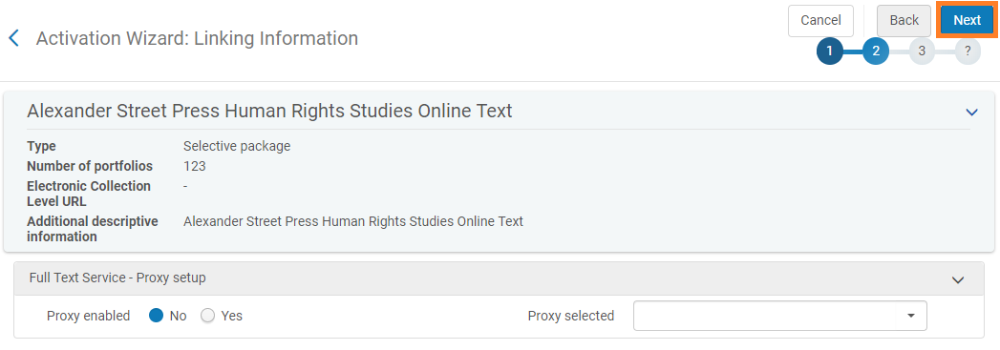 Cancel Back Next
Activation Wizard: Linking Information
1 2 3 ?
Alexander Street Press Human Rights Studies Online Text
Type Selective package
Number of portfolios 123
Electronic Collection
Level URL -
Additional descriptive
information Alexander Street Press Human Rights Studies Online Text
Full Text Service - Proxy setup
Proxy enabled No Yes Proxy selected